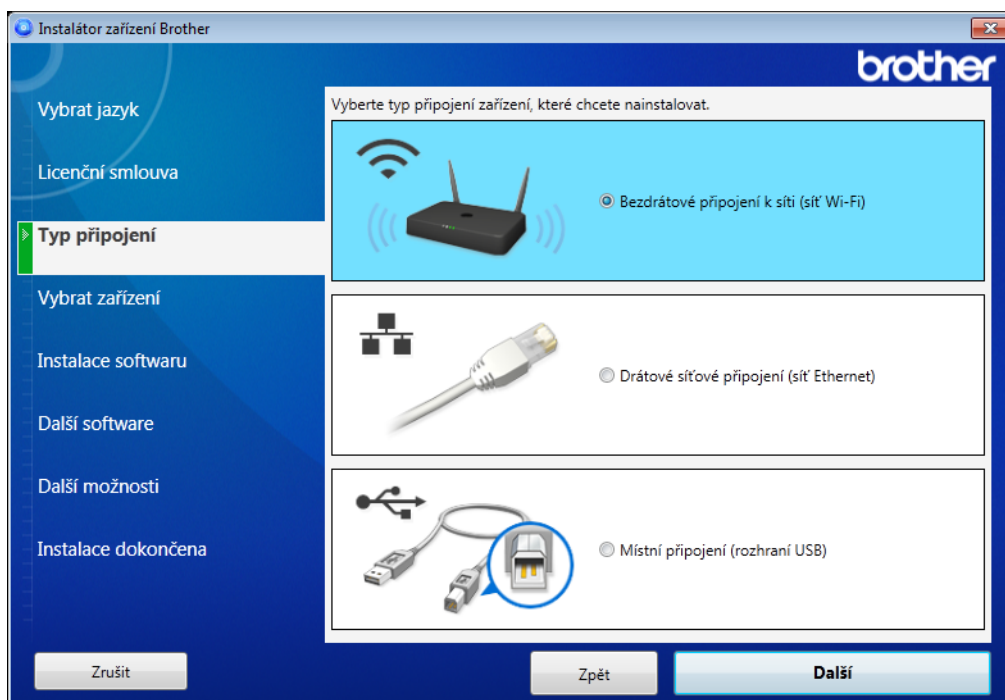 Instalátor zařízení Brother
brother
Vybrat jazyk
Licenční smlouva
Typ připojení
Vybrat zařízení
Instalace softwaru
Další software
Další možnosti
Instalace dokončena
Vyberte typ připojení zařízení, které chcete nainstalovat.
Bezdrátové připojení k síti (síť Wi-Fi)
Drátové síťové připojení (síť Ethernet)
Místní připojení (rozhraní USB)
Zrušit
Zpět
Další